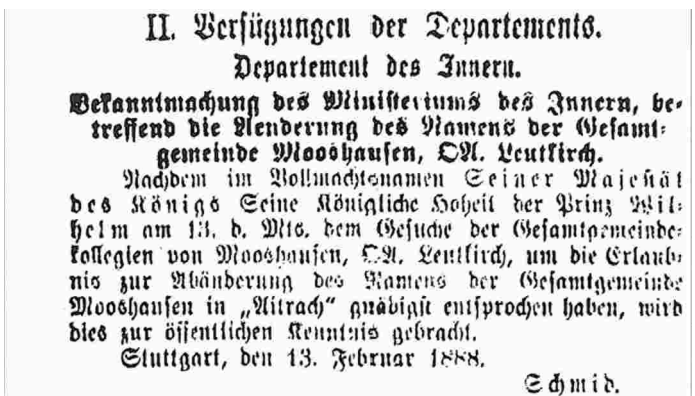 II. Verfügungen der Departements.
Departement des Innern.
Bekanntmachung des Ministeriums des Innern, be-
treffend die Aenderung des Namens der Gesamt-
gemeinde Mooshausen, OA. Leutkirch.
Nachdem im Vollmachtsnamen Seiner Majestät
des Königs Seine Königliche Hoheit der Prinz Wil-
helm am 13. d. Mts. dem Gesuche der Gesamtgemeinde-
kollegien von Mooshausen, OA. Leutkirch, um die Erlaub-
nis zur Abänderung des Namens der Gesamtgemeinde
Mooshausen in „Aitrach“ gnädigst entsprochen haben, wird
dies zur öffentlichen Kenntnis gebracht.
Stuttgart, den 13. Februar 1888.
Schmid.